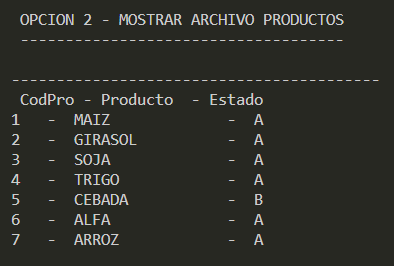 OPCION 2 - MOSTRAR ARCHIVO PRODUCTOS
------------------------------------
-----------------------------------------
CodPro - Producto  - Estado
1   -  MAIZ             -  A
2   -  GIRASOL          -  A
3   -  SOJA             -  A
4   -  TRIGO            -  A
5   -  CEBADA           -  B
6   -  ALFA             -  A
7   -  ARROZ            -  A